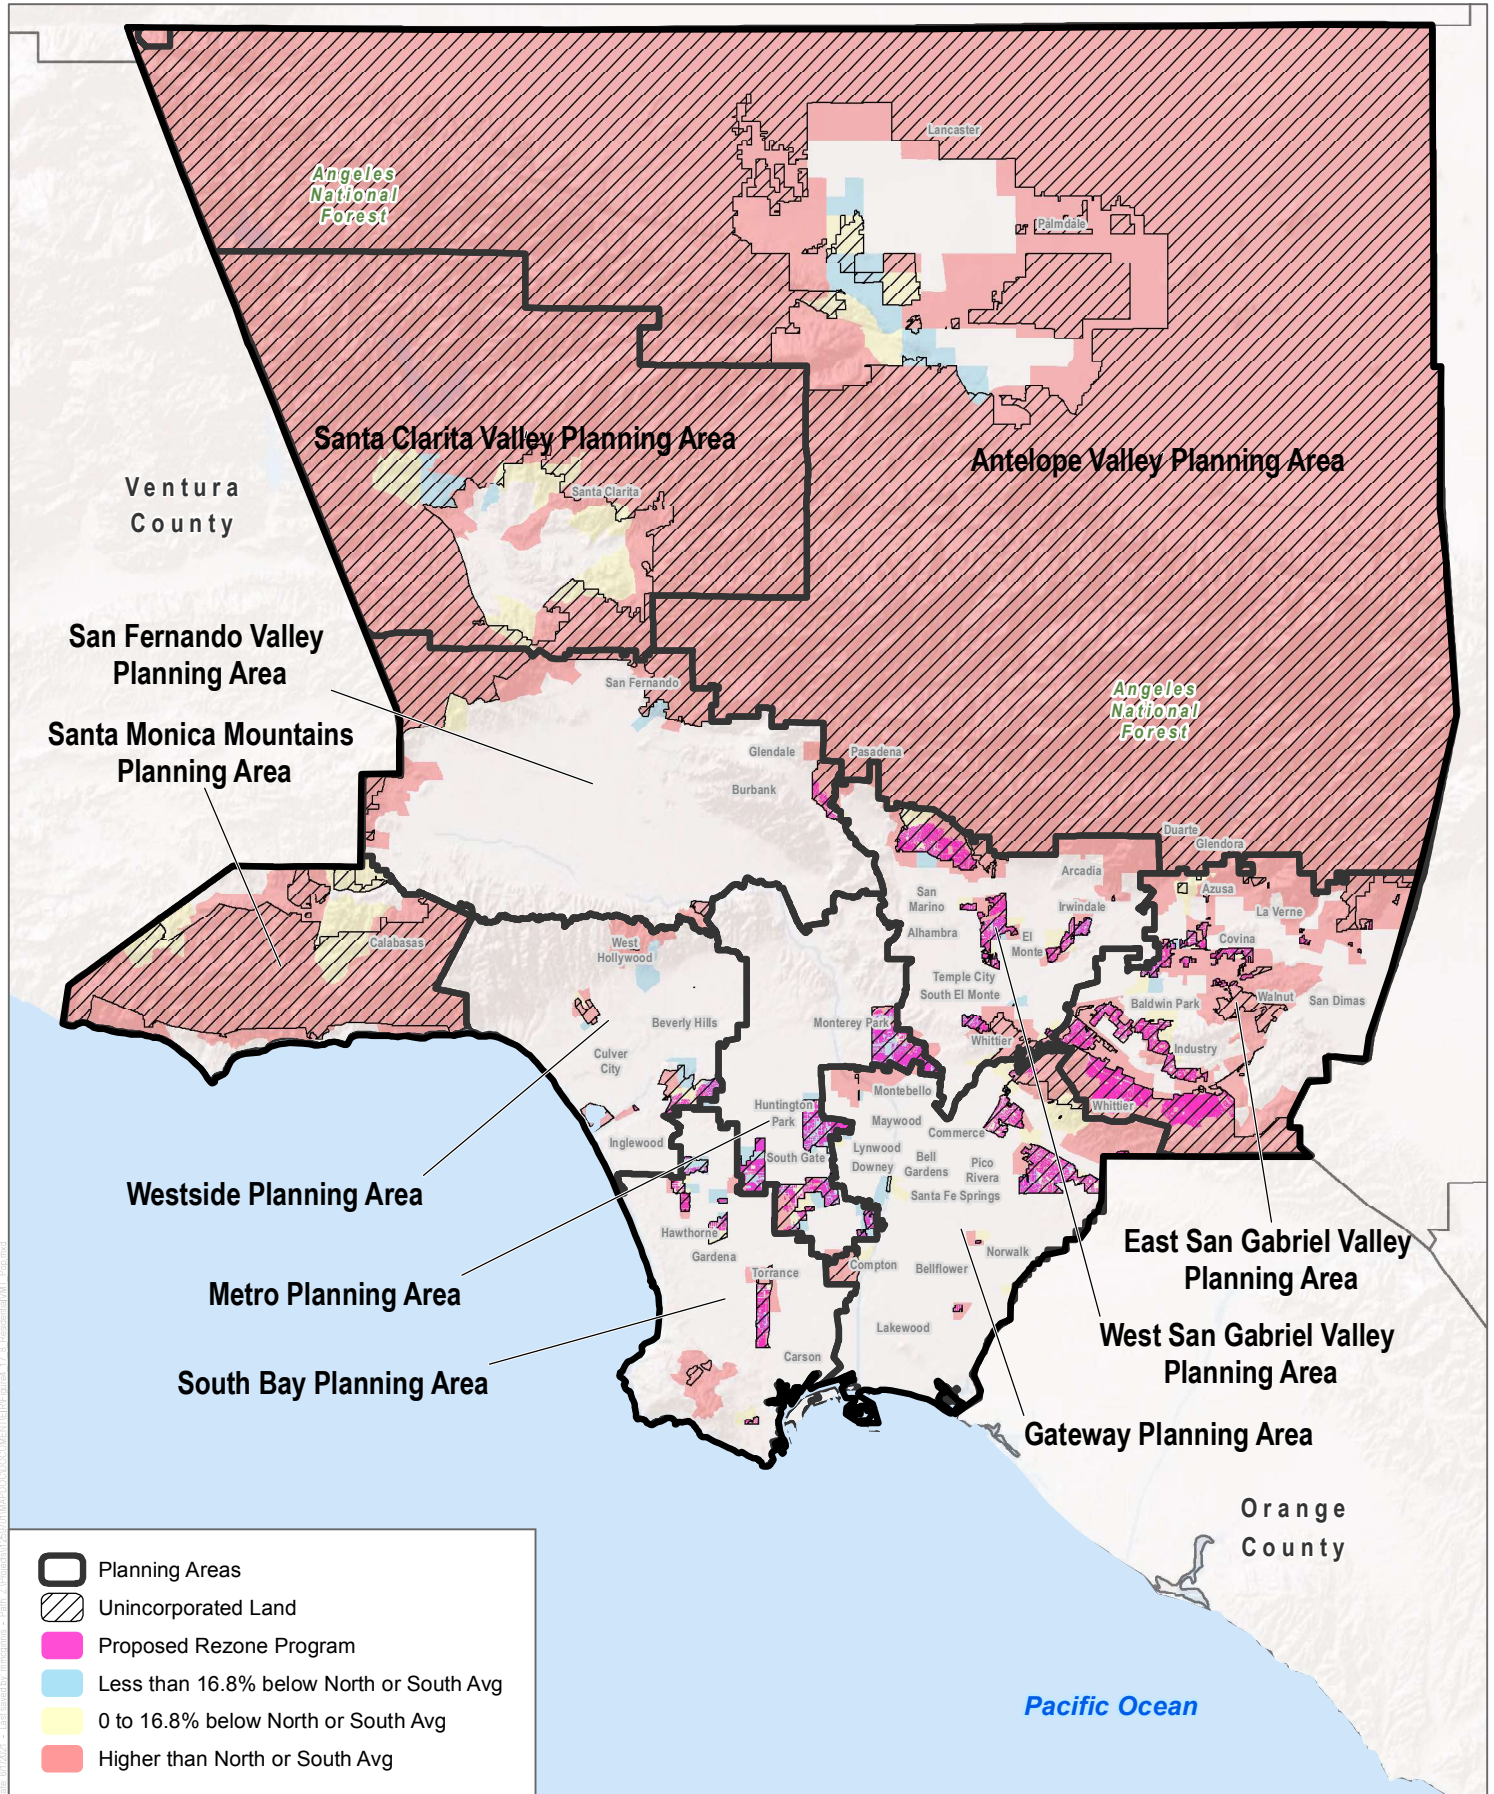 Lancaster
Angeles
National
Forest
Palmdale
Santa Clarita Valley Planning Area
Antelope Valley Planning Area
Ventura
County
Santa Clarita
San Fernando Valley
Planning Area
San Fernando
Angeles
National
Forest
Santa Monica Mountains
Planning Area
Glendale
Pasadena
Burbank
Duarte
Glendora
Arcadia
Azusa
San
Marino
Irwindale
La Verne
Alhambra
El
Monte
Covina
West
Hollywood
Calabasas
Temple City
South El Monte
Baldwin Park
Walnut
San Dimas
Beverly Hills
Monterey Park
Whittier
Industry
Culver
City
Montebello
Whittier
Huntington
Park
Maywood
Commerce
Inglewood
South Gate
Lynwood
Downey
Bell
Gardens
Pico
Rivera
Santa Fe Springs
Westside Planning Area
Hawthorne
Gardena
Norwalk
East San Gabriel Valley
Planning Area
Torrance
Compton
Bellflower
Metro Planning Area
Lakewood
West San Gabriel Valley
Planning Area
Carson
South Bay Planning Area
Gateway Planning Area
Orange
County
Planning Areas
Unincorporated Land
Proposed Rezone Program
Less than 16.8% below North or South Avg
0 to 16.8% below North or South Avg
Higher than North or South Avg
Pacific Ocean